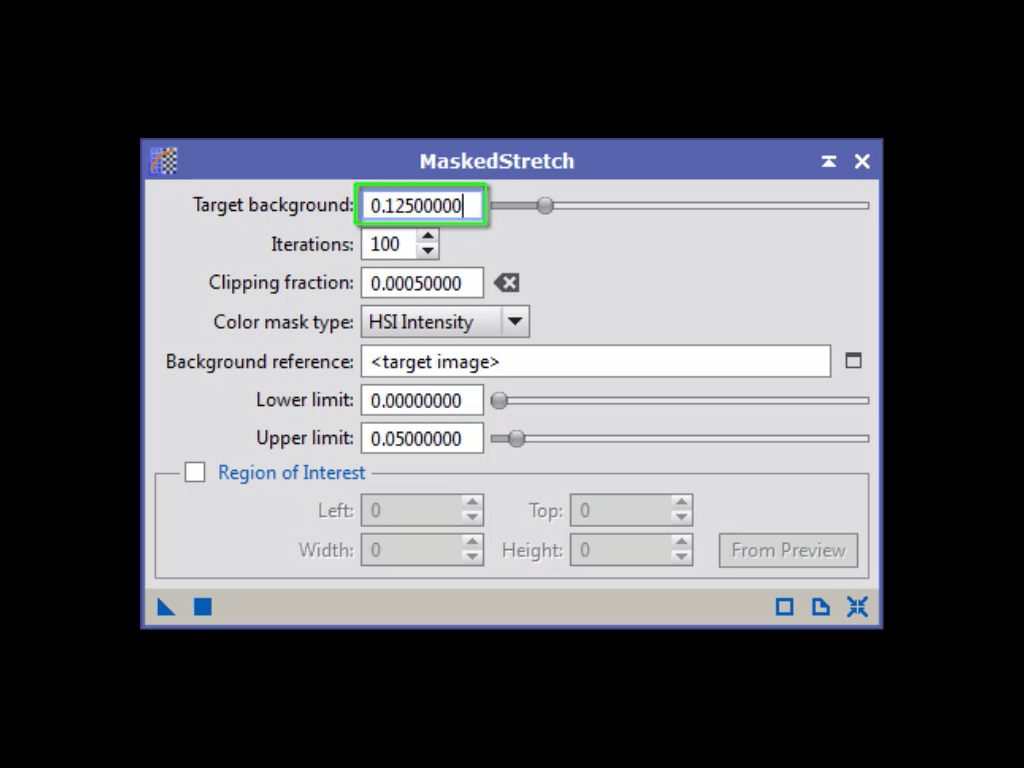 MaskedStretch
Target background: 0.12500000
Iterations: 100
Clipping fraction: 0.00050000
Color mask type: HSI Intensity
Background reference: <target image>
Lower limit: 0.00000000
Upper limit: 0.05000000
Region of Interest
Left: 0 Top: 0
Width: 0 Height: 0 From Preview